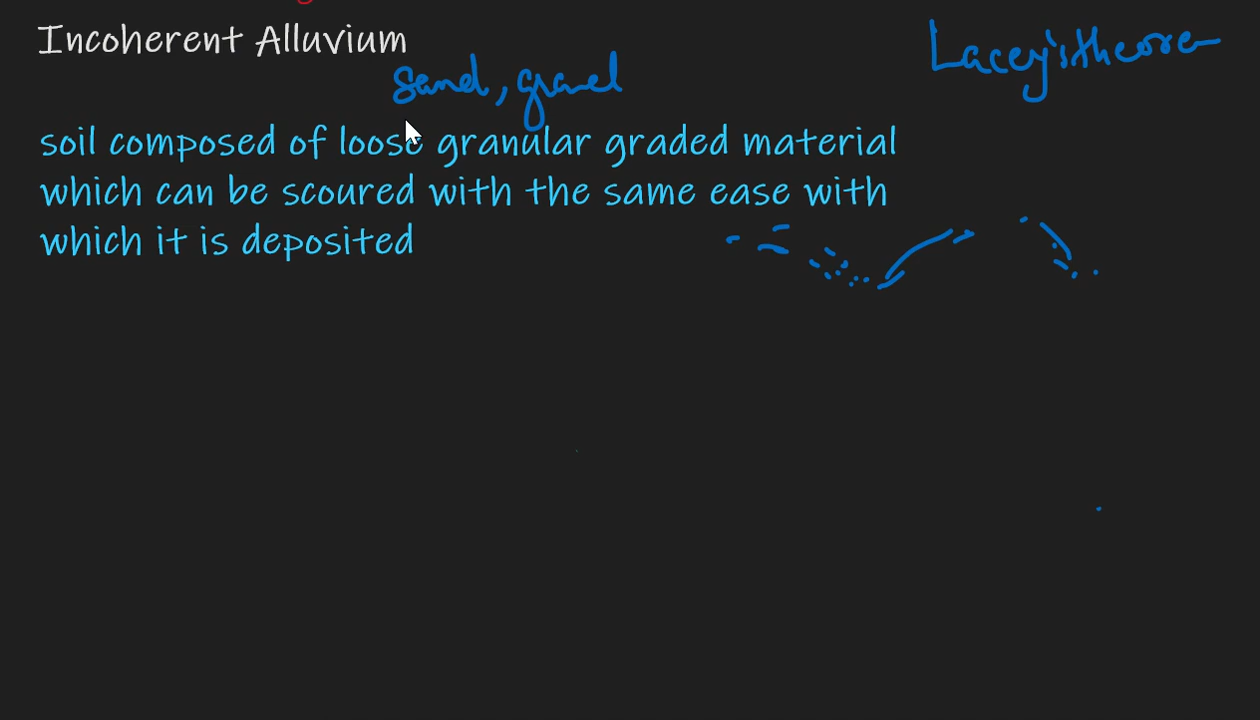 Incoherent Alluvium
Lacey's theore
sand, gravel
soil composed of loose granular graded material
which can be scoured with the same ease with
which it is deposited